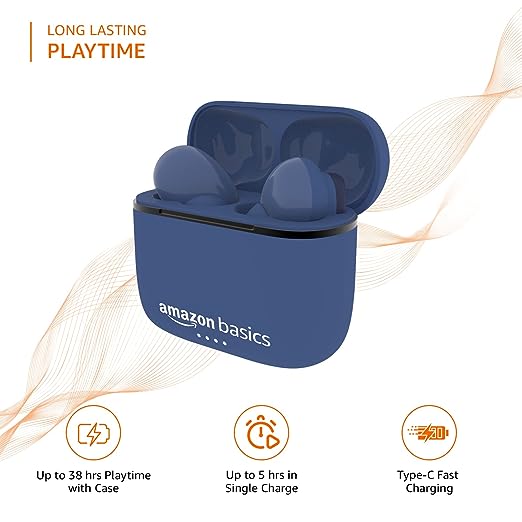 LONG LASTING
PLAYTIME
amazon basics
Up to 38 hrs Playtime
with Case
Up to 5 hrs in
Single Charge
Type-C Fast
Charging